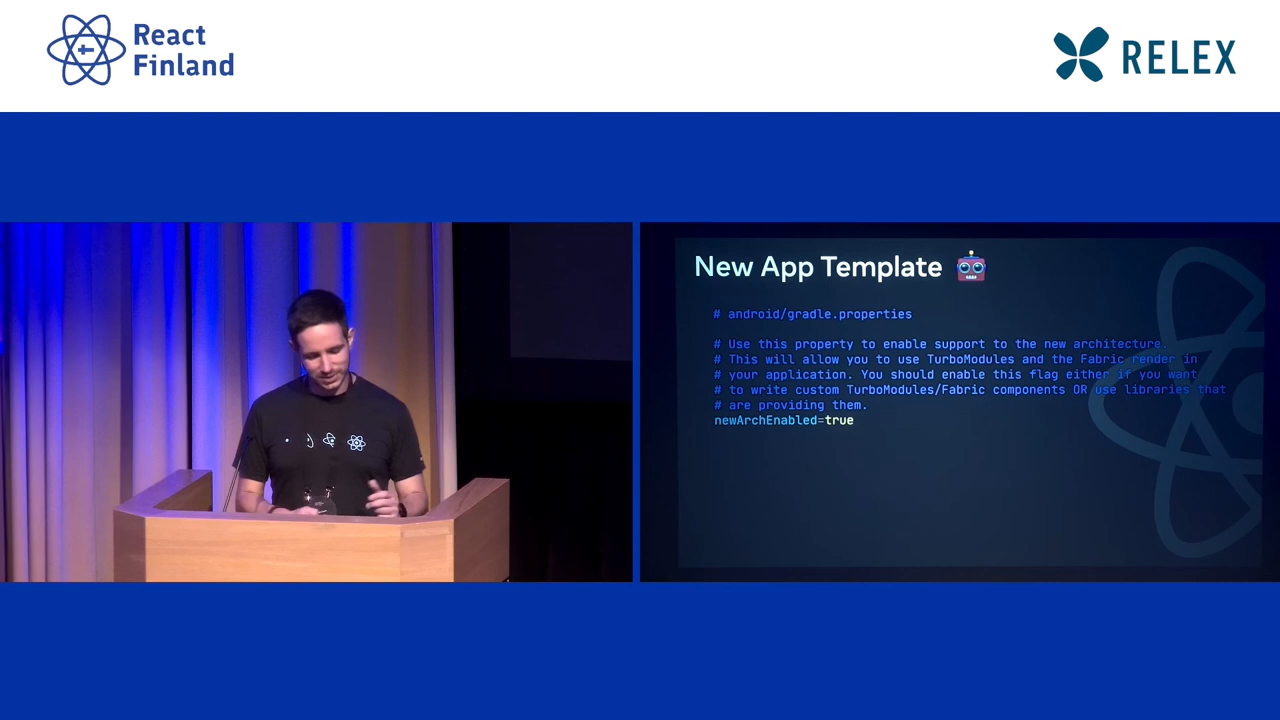 React
Finland
RELEX
New App Template
# android/gradle.properties
# Use this property to enable support to the new architecture.
# This will allow you to use TurboModules and the Fabric render in
# your application. You should enable this flag either if you want
# to write custom TurboModules/Fabric components OR use libraries that
# are providing them.
newArchEnabled=true